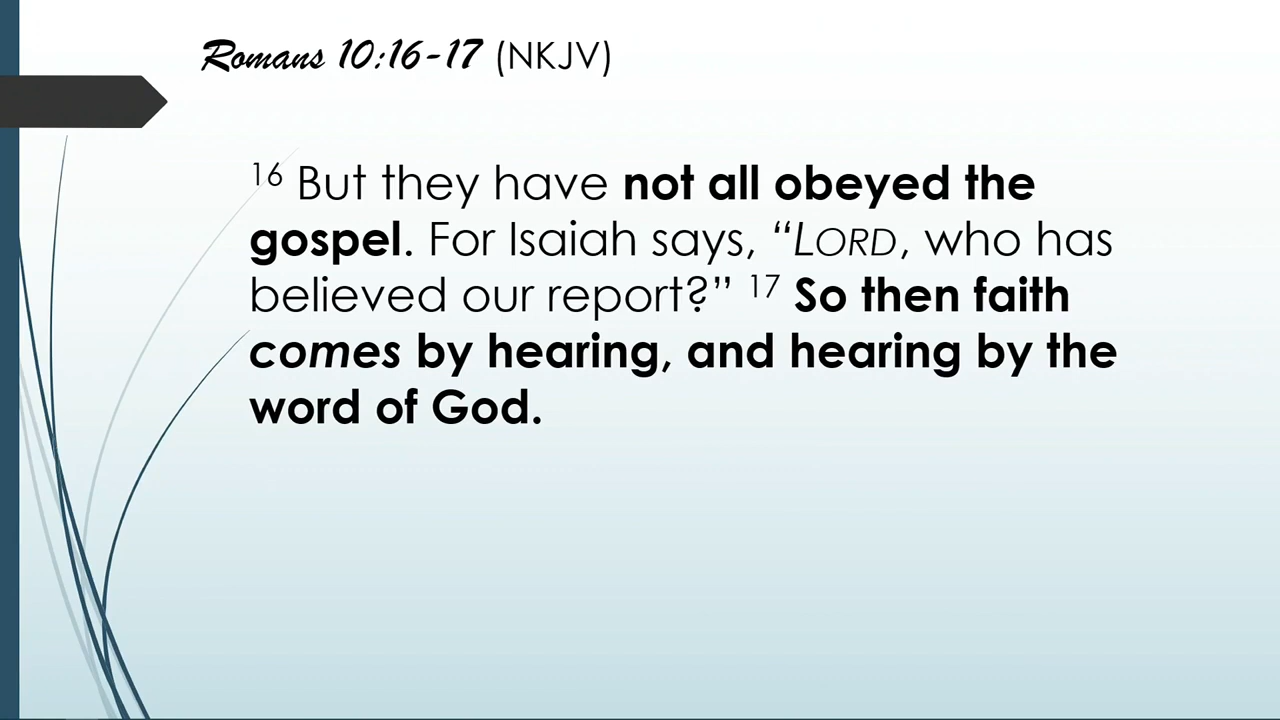 Romans 10:16-17 (NKJV)
16 But they have not all obeyed the
gospel. For Isaiah says, “LORD, who has
believed our report?” 17 So then faith
comes by hearing, and hearing by the
word of God.